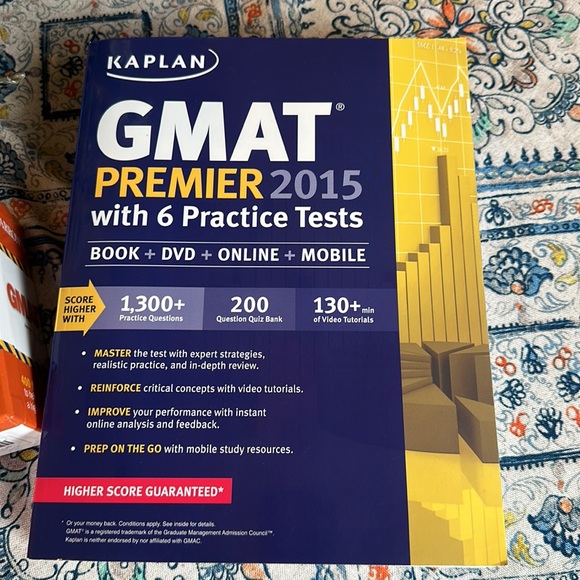 KAPLAN
GMAT®
PREMIER 2015
with 6 Practice Tests
BOOK + DVD + ONLINE + MOBILE
SCORE
HIGHER
WITH
1,300+
Practice Questions
200
Question Quiz Bank
130+ min
of Video Tutorials
• MASTER the test with expert strategies,
realistic practice, and in-depth review.
• REINFORCE critical concepts with video tutorials.
• IMPROVE your performance with instant
online analysis and feedback.
• PREP ON THE GO with mobile study resources.
HIGHER SCORE GUARANTEED*
* Or your money back. Conditions apply. See inside for details.
GMAT® is a registered trademark of the Graduate Management Admission Council™.
Kaplan is neither endorsed by nor affiliated with GMAC.